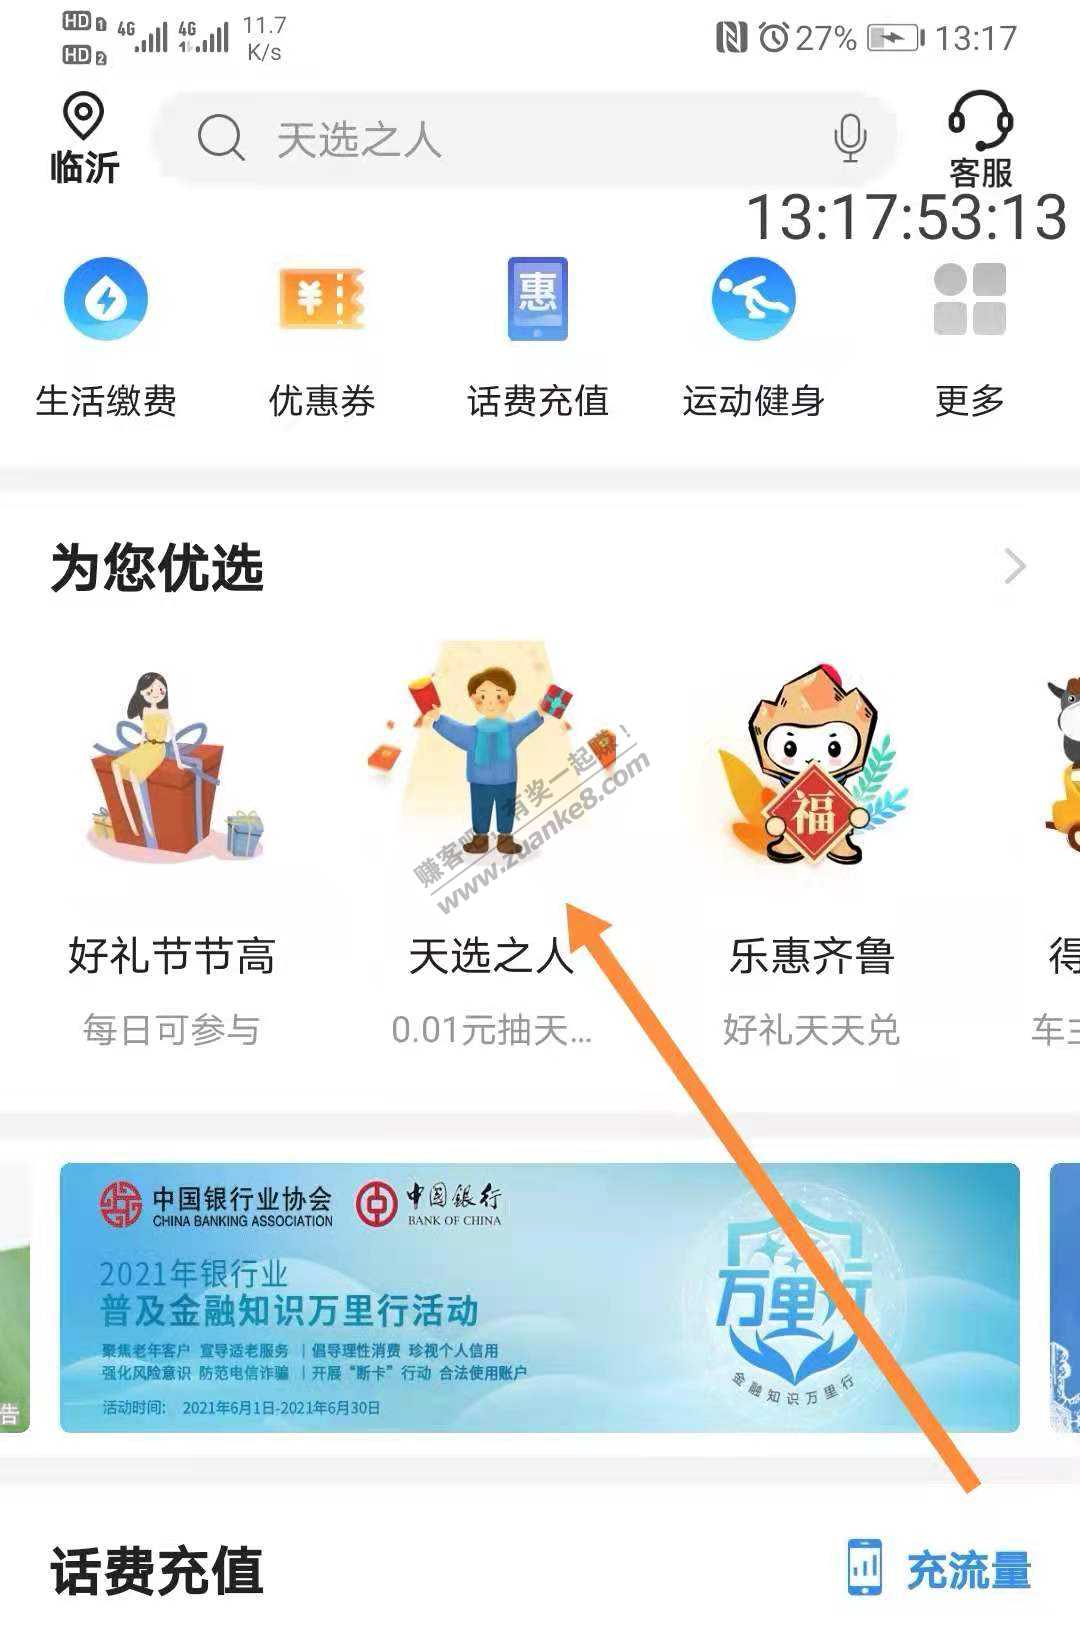 HD 1 4G 4G 11.7
HD 2 K/s
27% 13:17
临沂
天选之人
客服
13:17:53:13
惠
生活缴费 优惠券 话费充值 运动健身 更多
为您优选
福
赚客吧，有奖一起赚！
www.zuanke8.com
好礼节节高 天选之人 乐惠齐鲁 得
每日可参与 0.01元抽天... 好礼天天兑 车主
中国银行业协会 中国银行
CHINA BANKING ASSOCIATION BANK OF CHINA
2021年银行业
普及金融知识万里行活动
聚焦老年客户 宣导适老服务 | 倡导理性消费 珍视个人信用
强化风险意识 防范电信诈骗 | 开展“断卡”行动 合法使用账户
活动时间： 2021年6月1日-2021年6月30日
万里行
金融知识万里行
告
话费充值 充流量